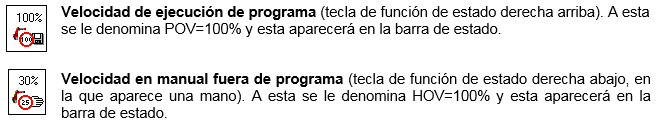 100%
100
Velocidad de ejecución de programa (tecla de función de estado derecha arriba). A esta
se le denomina POV=100% y esta aparecerá en la barra de estado.
30%
25
Velocidad en manual fuera de programa (tecla de función de estado derecha abajo, en
la que aparece una mano). A esta se le denomina HOV=100% y esta aparecerá en la
barra de estado.